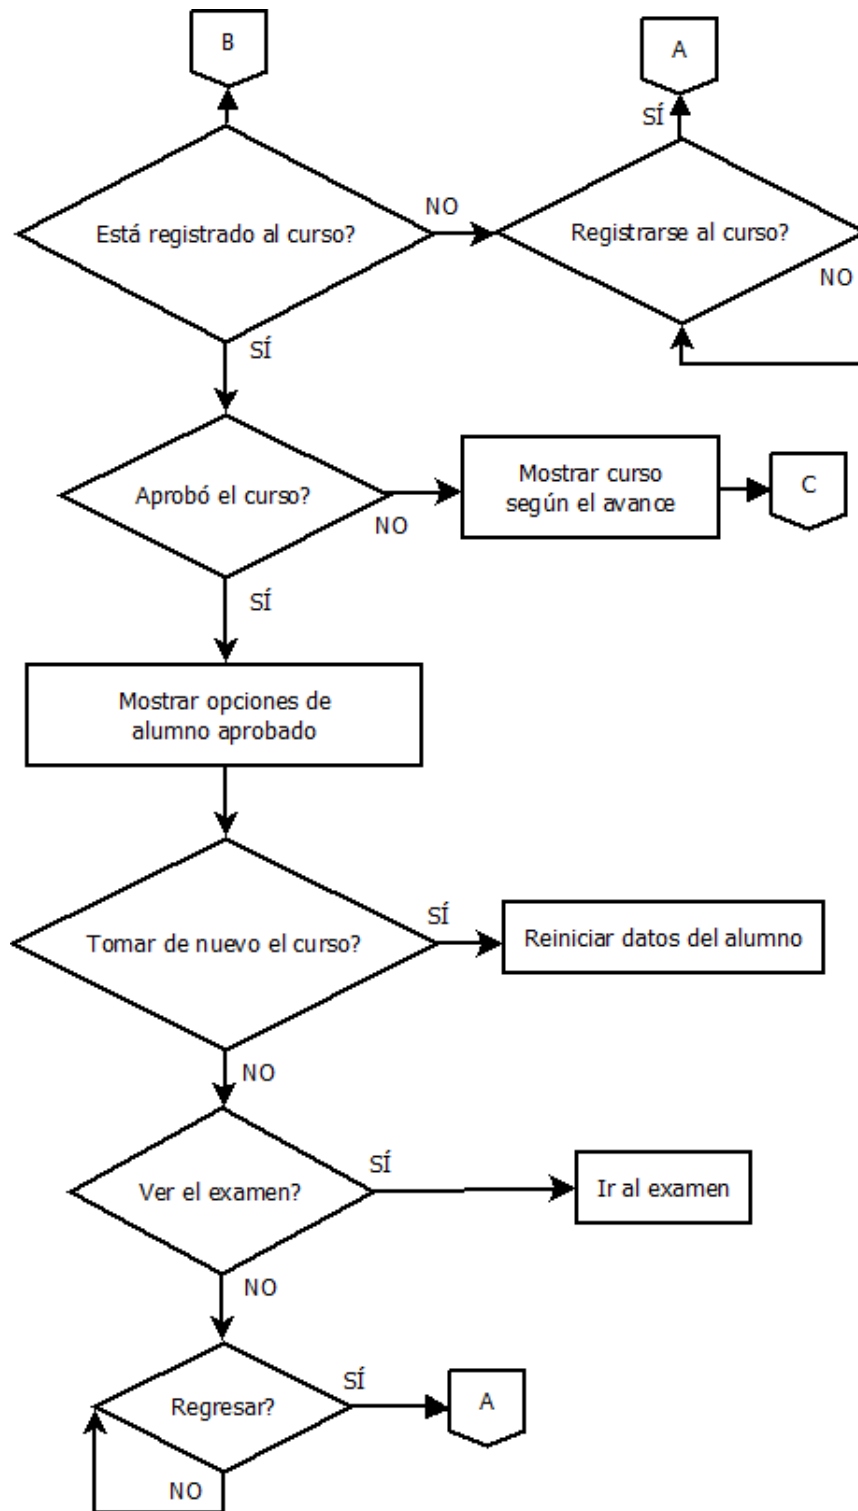 B
A
SÍ
Está registrado al curso?
NO
Registrarse al curso?
NO
SÍ
Aprobó el curso?
NO
Mostrar curso
según el avance
C
SÍ
Mostrar opciones de
alumno aprobado
Tomar de nuevo el curso?
SÍ
Reiniciar datos del alumno
NO
Ver el examen?
SÍ
Ir al examen
NO
Regresar?
SÍ
A
NO